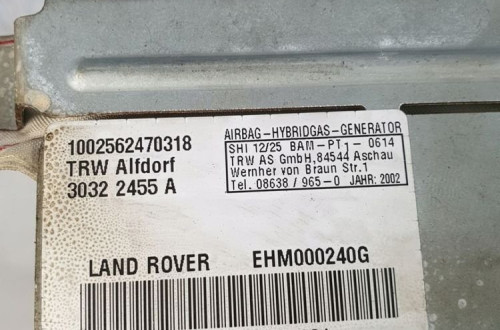 1002562470318
TRW Alfdorf
3032 2455 A
AIRBAG-HYBRIDGAS-GENERATOR
SHI 12/25 BAM-PT1-0614
TRW AS GmbH,84544 Aschau
Wernher von Braun Str.1
Tel. 08638/965-0 JAHR: 2002
LAND ROVER EHM000240G